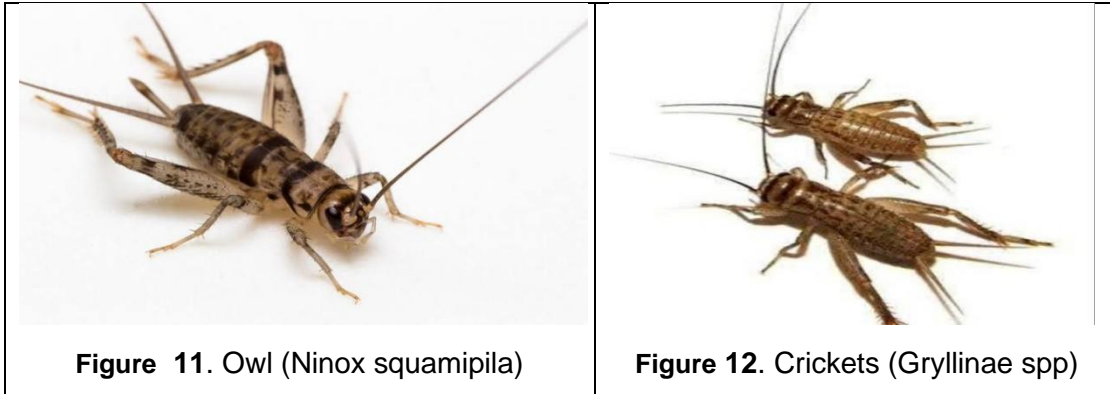 Figure 11. Owl (Ninox squamipila)
Figure 12. Crickets (Gryllinae spp)